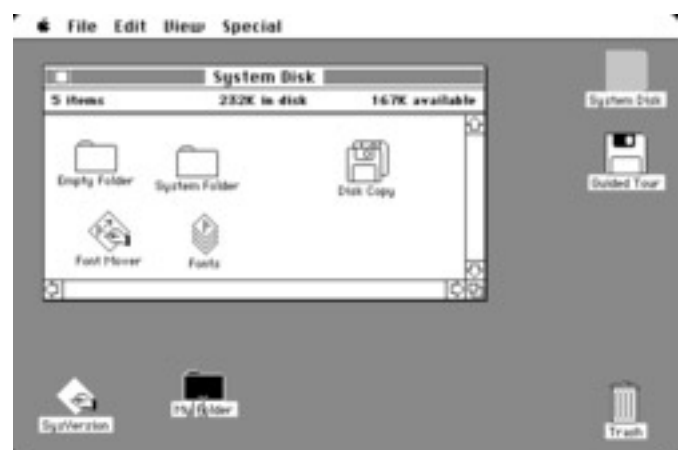 File Edit View Special
System Disk
5 items 232K in disk 167K available
Empty Folder System Folder Disk Copy
Font Mover Fonts
System Disk
Guided Tour
SysVersion My Folder Trash